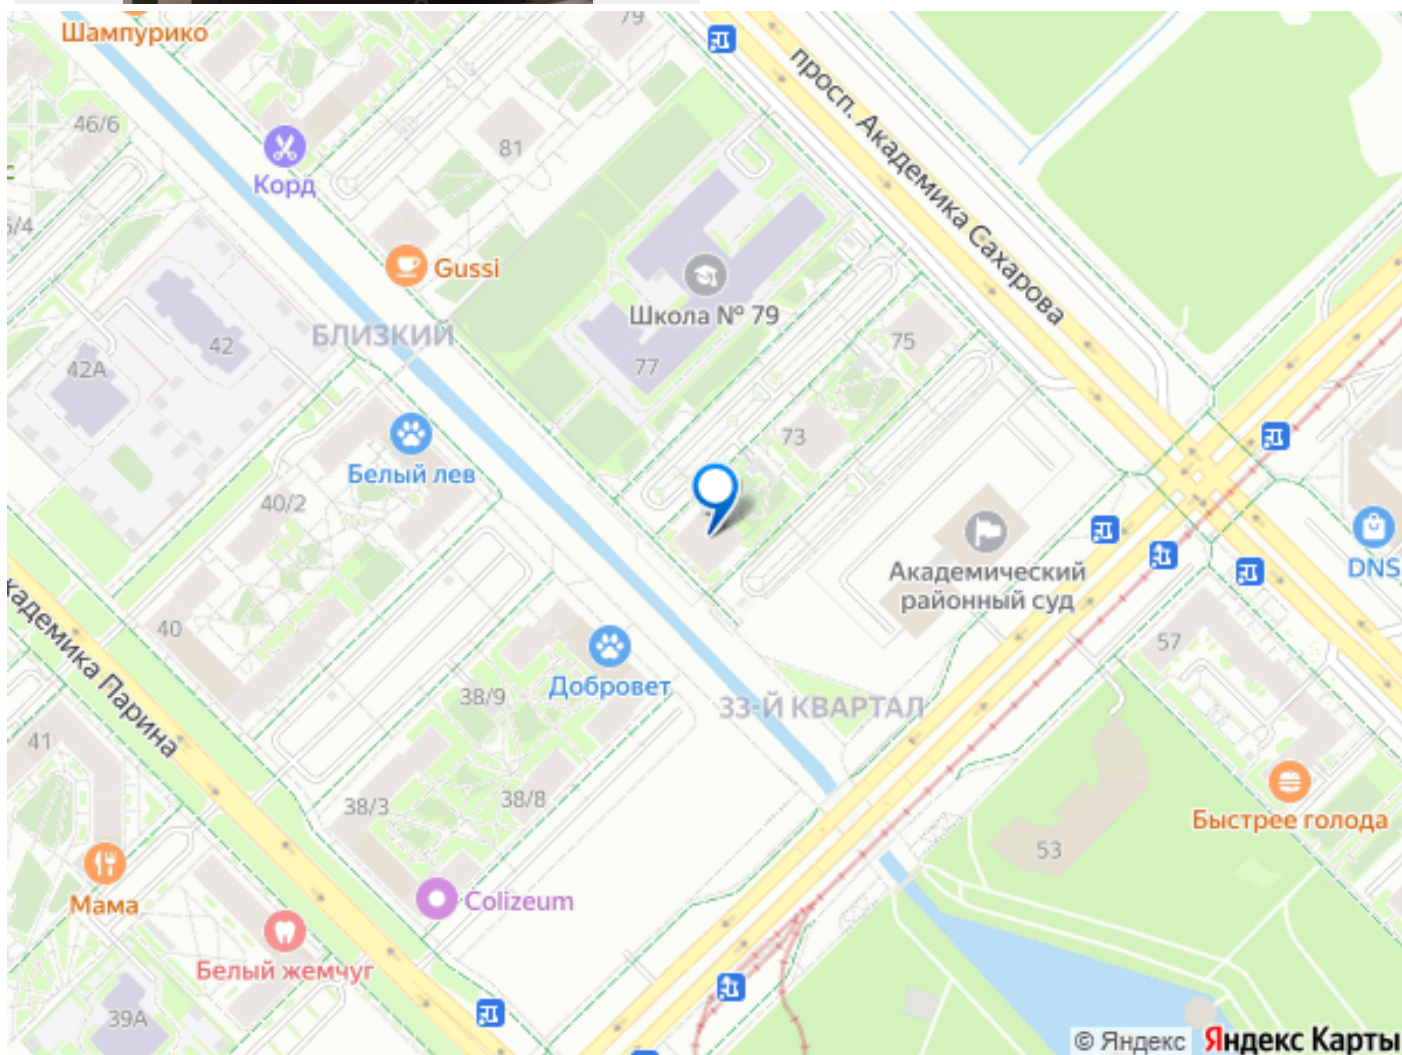 Шампурико
79
просп. Академика Сахарова
46/6
81
Корд
Gussi
Школа № 79
БЛИЗКИЙ
42
42А
77
75
73
Белый лев
40/2
Академический
районный суд
DNS
40
57
Добровет
38/9
33-Й КВАРТАЛ
кадемика Парина
41
38/3
38/8
Быстрее голода
53
Мама
Colizeum
Белый жемчуг
39А
© Яндекс Яндекс Карты